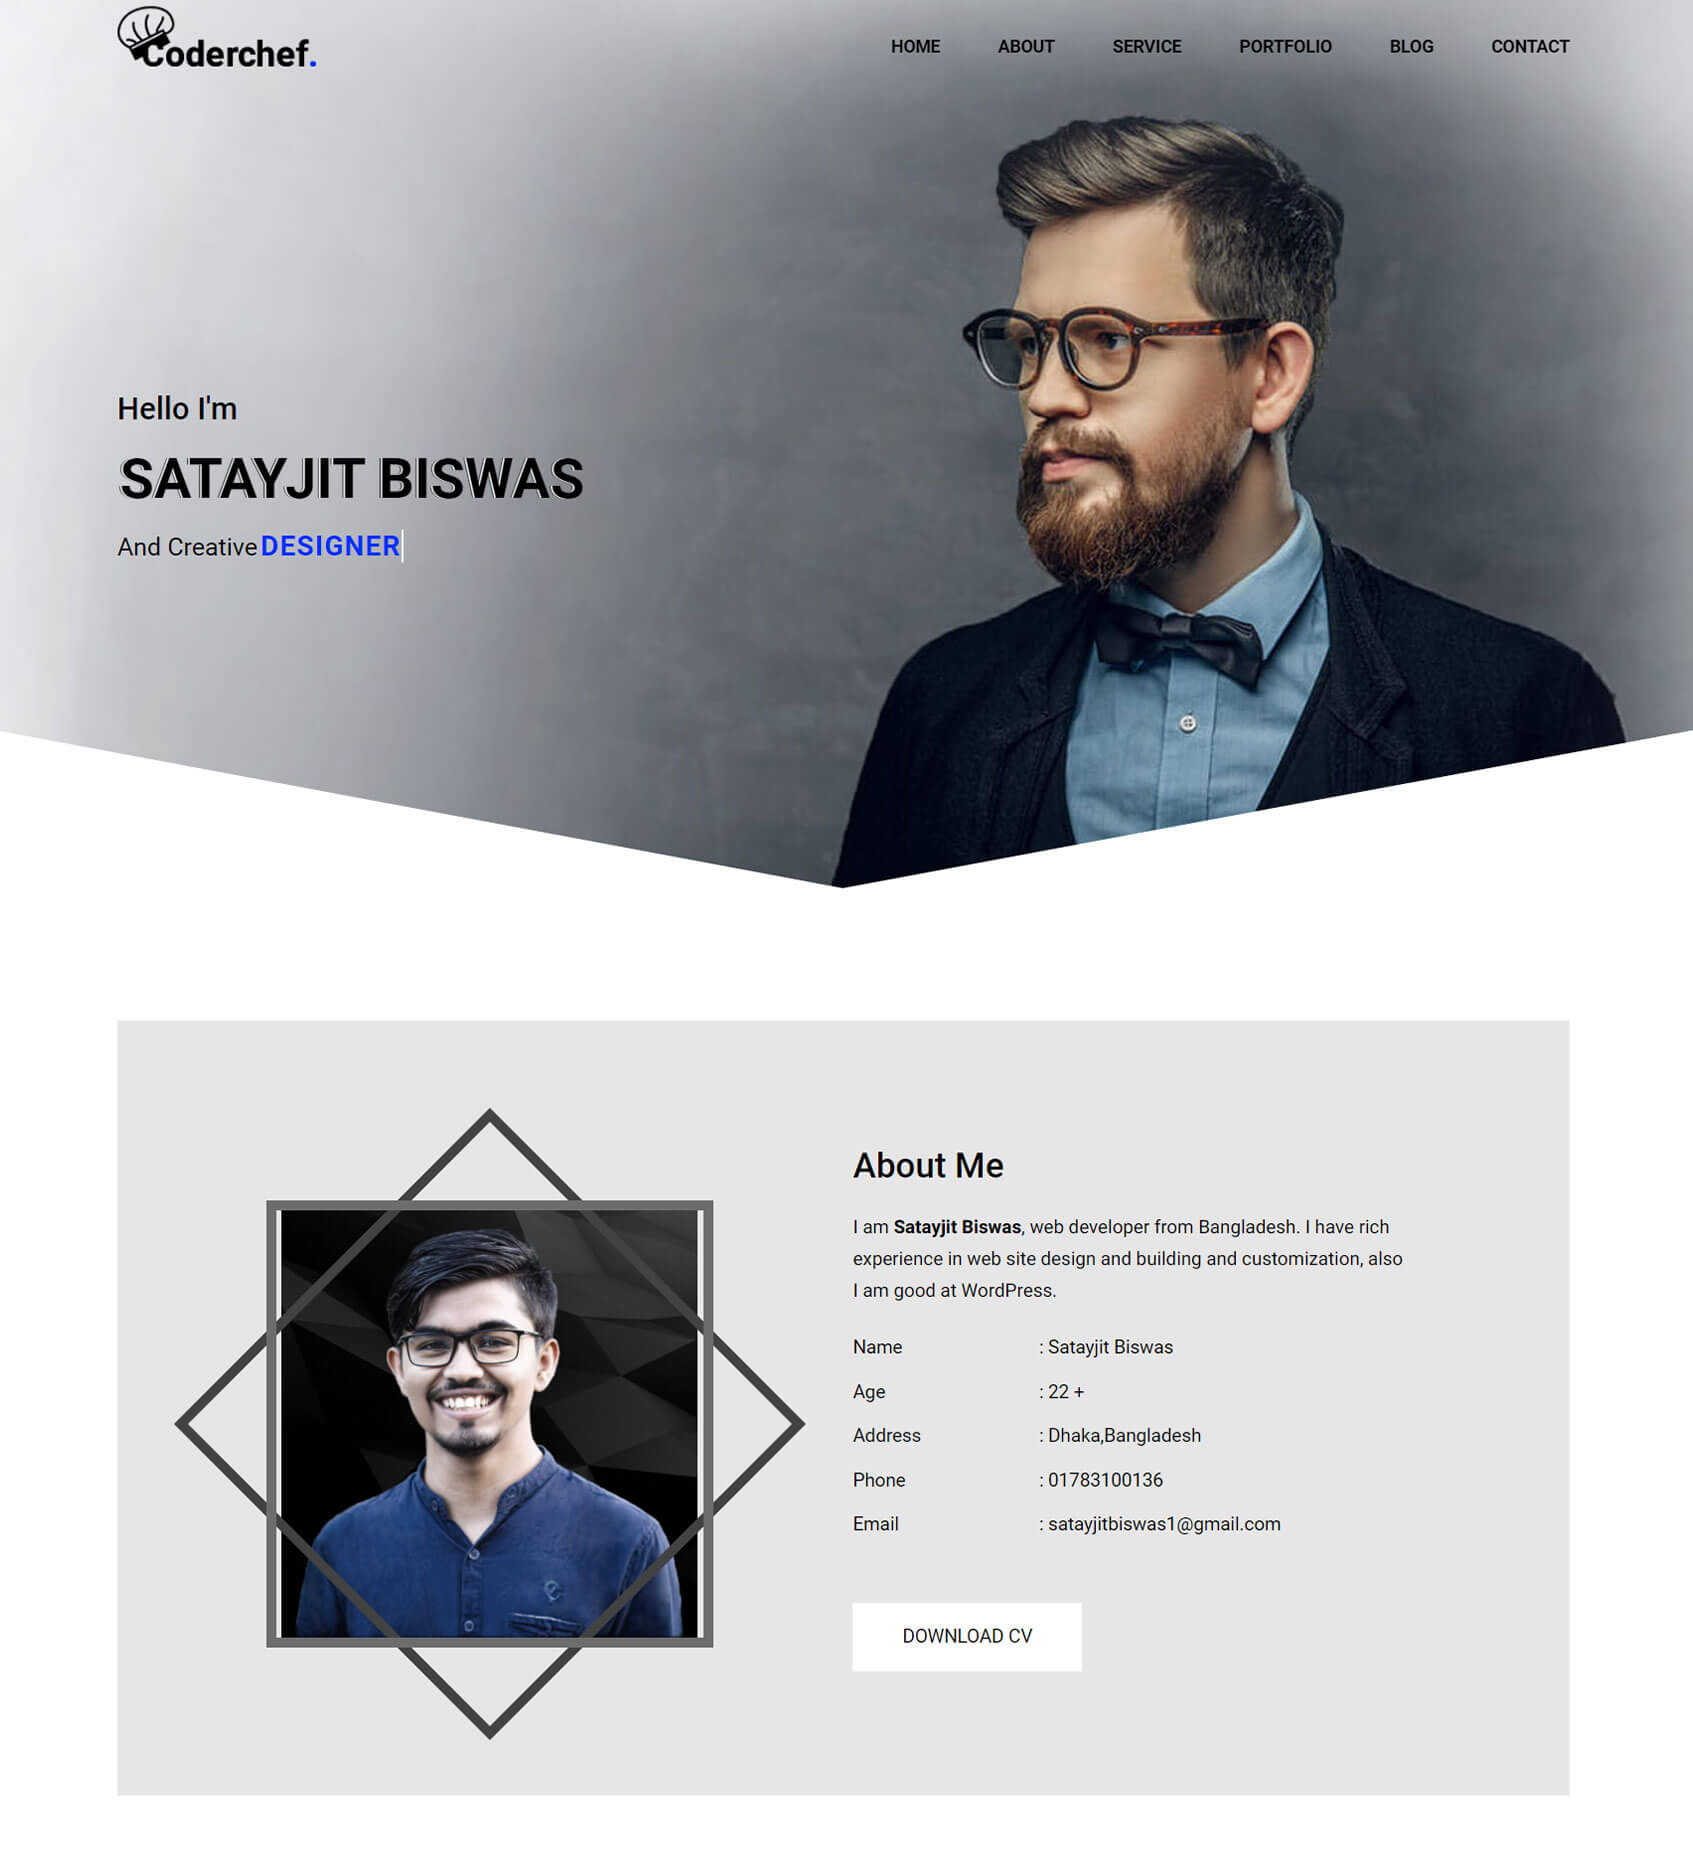 Coderchef.
HOME ABOUT SERVICE PORTFOLIO BLOG CONTACT
Hello I'm
SATAYJIT BISWAS
And Creative DESIGNER
About Me
I am Satayjit Biswas, web developer from Bangladesh. I have rich
experience in web site design and building and customization, also
I am good at WordPress.
Name : Satayjit Biswas
Age : 22 +
Address : Dhaka,Bangladesh
Phone : 01783100136
Email : satayjitbiswas1@gmail.com
DOWNLOAD CV